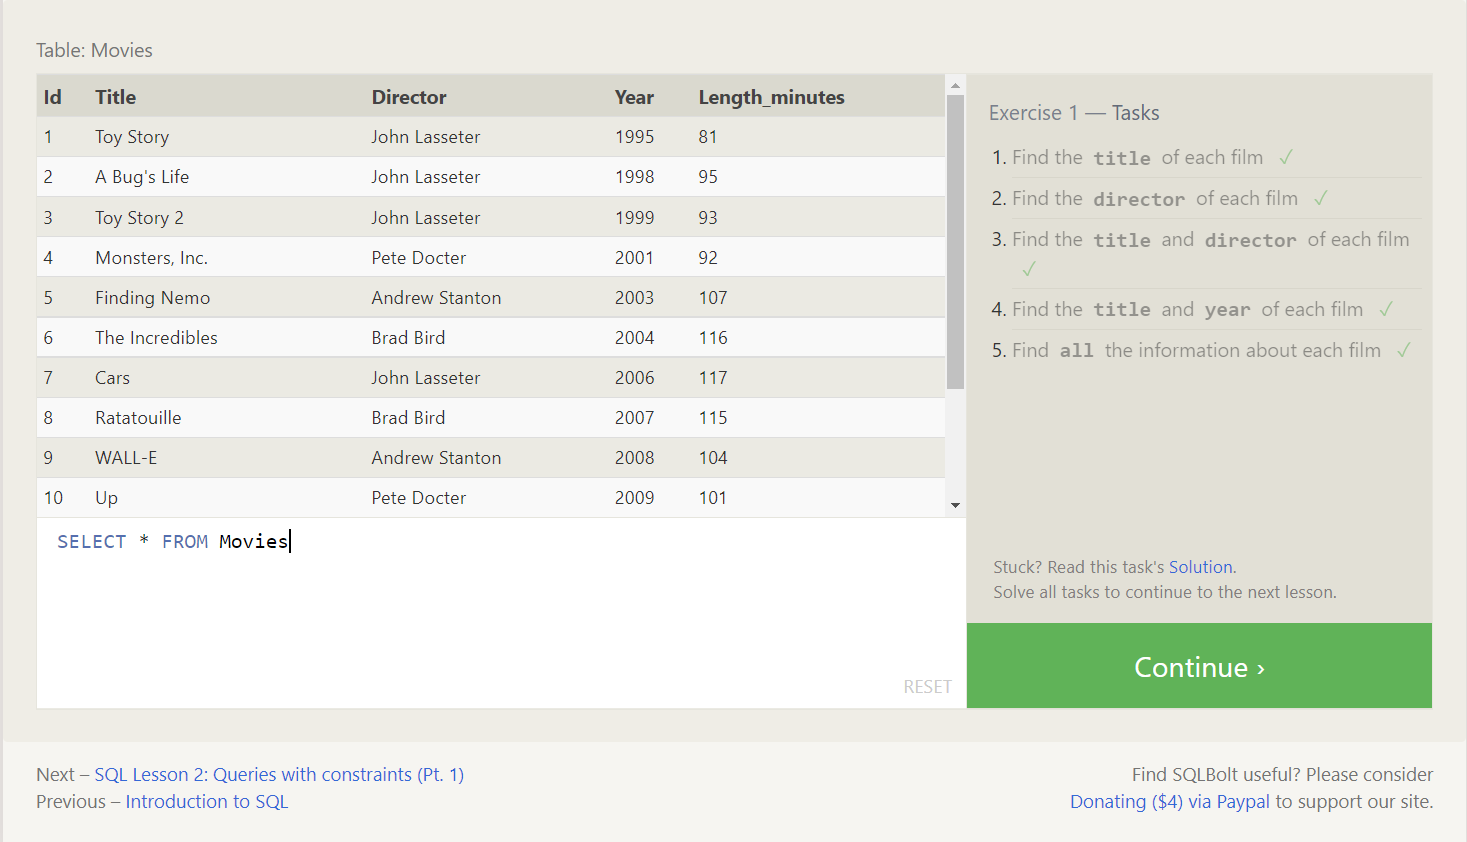 Table: Movies
Id Title Director Year Length_minutes
1 Toy Story John Lasseter 1995 81
2 A Bug's Life John Lasseter 1998 95
3 Toy Story 2 John Lasseter 1999 93
4 Monsters, Inc. Pete Docter 2001 92
5 Finding Nemo Andrew Stanton 2003 107
6 The Incredibles Brad Bird 2004 116
7 Cars John Lasseter 2006 117
8 Ratatouille Brad Bird 2007 115
9 WALL-E Andrew Stanton 2008 104
10 Up Pete Docter 2009 101
SELECT * FROM Movies
RESET
Exercise 1 — Tasks
1. Find the title of each film ✓
2. Find the director of each film ✓
3. Find the title and director of each film
✓
4. Find the title and year of each film ✓
5. Find all the information about each film ✓
Stuck? Read this task's Solution.
Solve all tasks to continue to the next lesson.
Continue ›
Next – SQL Lesson 2: Queries with constraints (Pt. 1)
Previous – Introduction to SQL
Find SQLBolt useful? Please consider
Donating ($4) via Paypal to support our site.